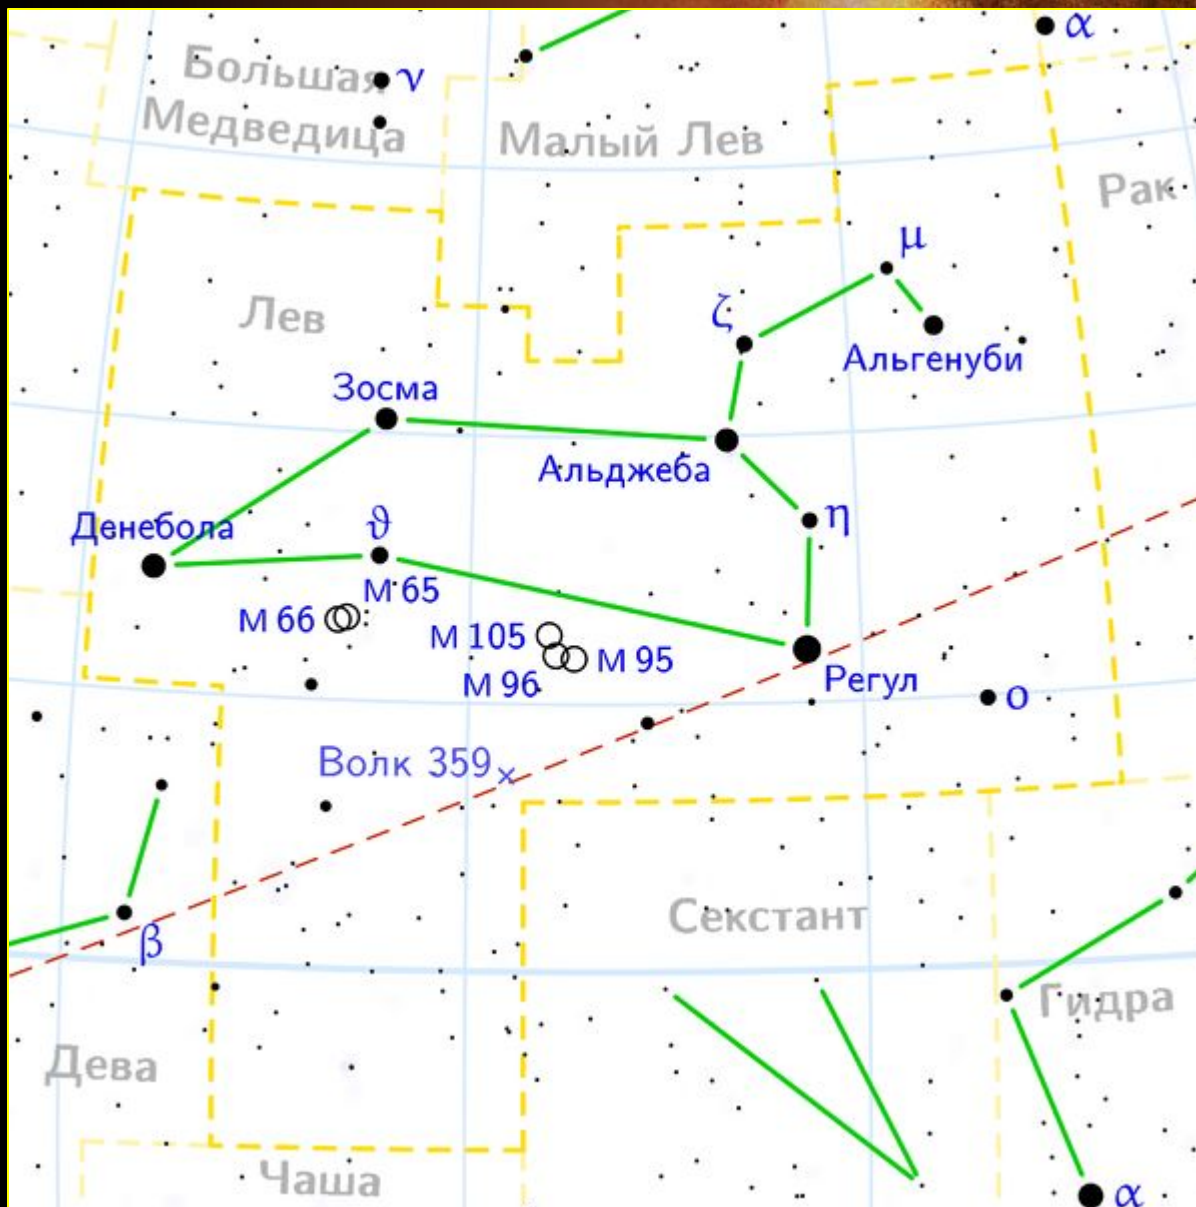 α
Большая
ν
Медведица
Малый Лев
Рак
μ
Лев
ζ
Альгенуби
Зосма
Альджеба
Денебола
ϑ
η
M 65
M 66
M 105
M 95
M 96
Регул
ο
Волк 359
Секстант
β
Гидра
Дева
Чаша
α